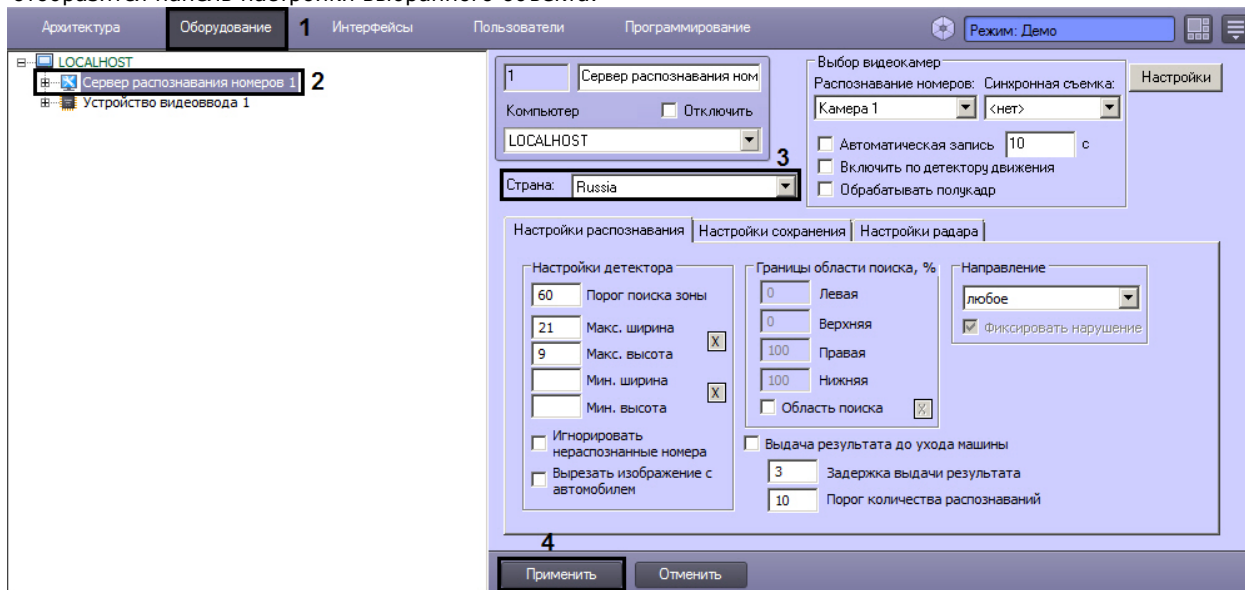 отобразится панель настройки выбранного объекта.
Архитектура Оборудование 1 Интерфейсы Пользователи Программирование Режим: Демо
LOCALHOST
Сервер распознавания номеров 1 2
Устройство видеоввода 1
1 Сервер распознавания ном
Компьютер Отключить
LOCALHOST
3
Страна: Russia
Выбор видеокамер
Распознавание номеров: Синхронная съемка:
Камера 1 <нет>
Автоматическая запись 10 с
Включить по детектору движения
Обрабатывать полукадр
Настройки
Настройки распознавания Настройки сохранения Настройки радара
Настройки детектора
60 Порог поиска зоны
21 Макс. ширина
X
9 Макс. высота
Мин. ширина
X
Мин. высота
Игнорировать
нераспознанные номера
Вырезать изображение с
автомобилем
Границы области поиска, %
0 Левая
0 Верхняя
100 Правая
100 Нижняя
Область поиска X
Направление
любое
Фиксировать нарушение
Выдача результата до ухода машины
3 Задержка выдачи результата
10 Порог количества распознаваний
4
Применить Отменить